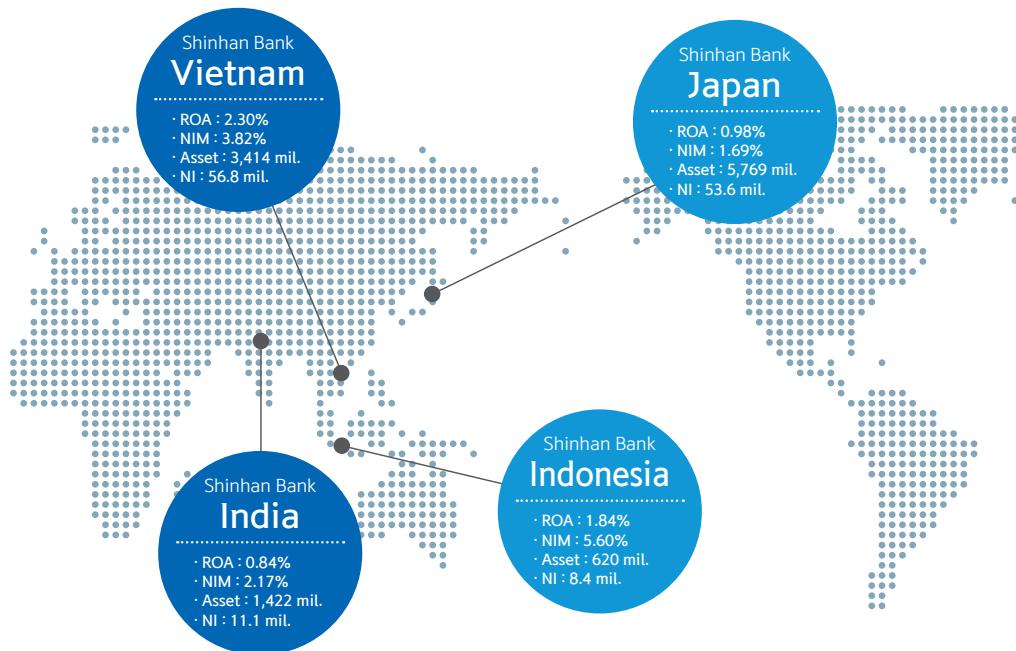 Shinhan Bank
Vietnam
· ROA : 2.30%
· NIM : 3.82%
· Asset : 3,414 mil.
· NI : 56.8 mil.
Shinhan Bank
Japan
· ROA : 0.98%
· NIM : 1.69%
· Asset : 5,769 mil.
· NI : 53.6 mil.
Shinhan Bank
India
· ROA : 0.84%
· NIM : 2.17%
· Asset : 1,422 mil.
· NI : 11.1 mil.
Shinhan Bank
Indonesia
· ROA : 1.84%
· NIM : 5.60%
· Asset : 620 mil.
· NI : 8.4 mil.